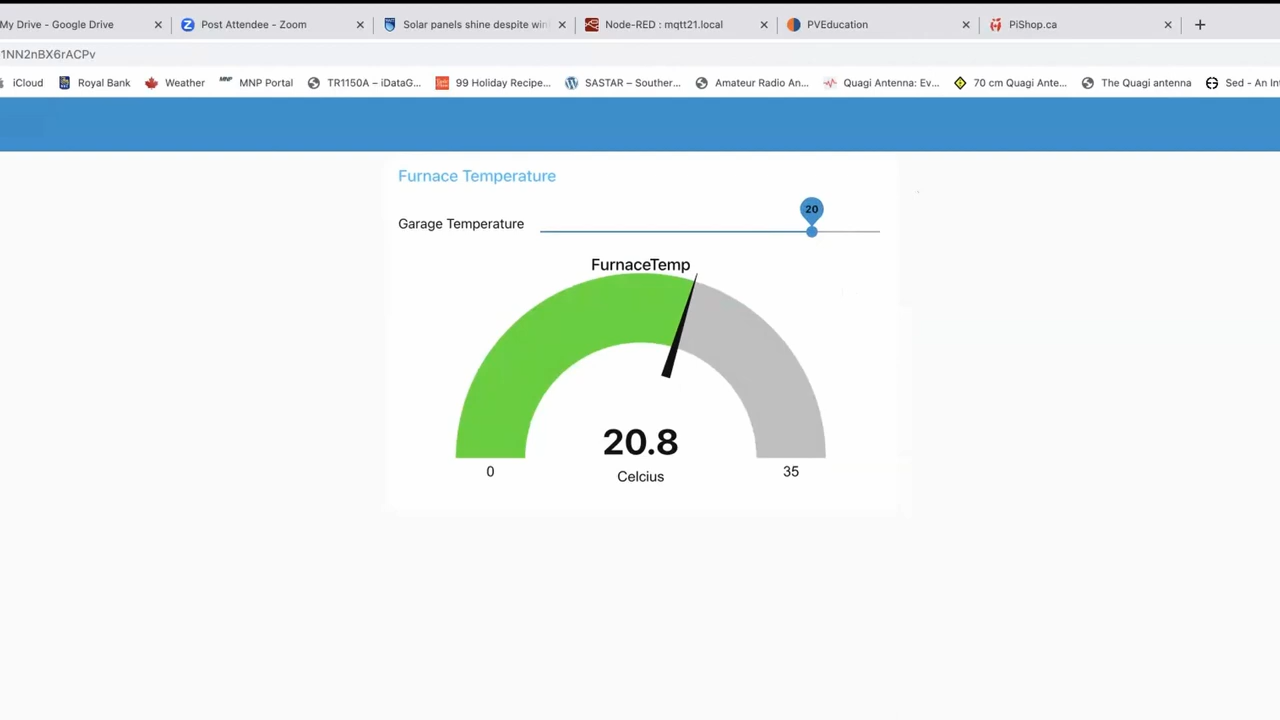 My Drive - Google Drive
Post Attendee - Zoom
Solar panels shine despite win
Node-RED : mqtt21.local
PVEducation
PiShop.ca
1NN2nBX6rACPv
iCloud
Royal Bank
Weather
MNP
MNP Portal
TR1150A – iDataG...
99 Holiday Recipe...
SASTAR – Souther...
Amateur Radio An...
Quagi Antenna: Ev...
70 cm Quagi Ante...
The Quagi antenna
Sed - An Int
Furnace Temperature
20
Garage Temperature
FurnaceTemp
20.8
0
35
Celcius